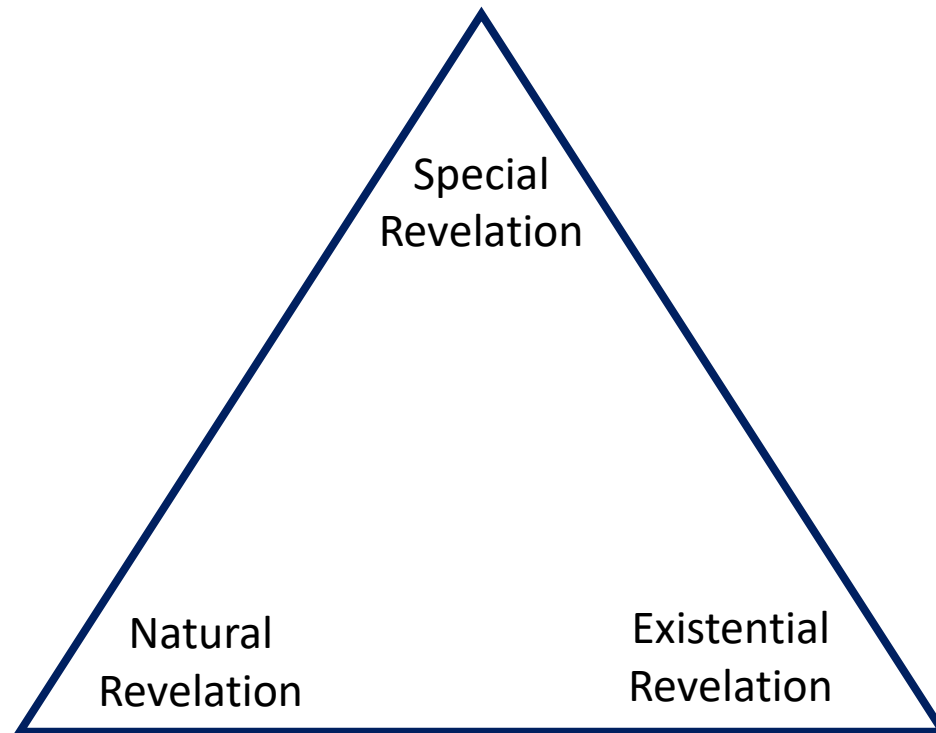 Special
Revelation
Natural
Revelation
Existential
Revelation